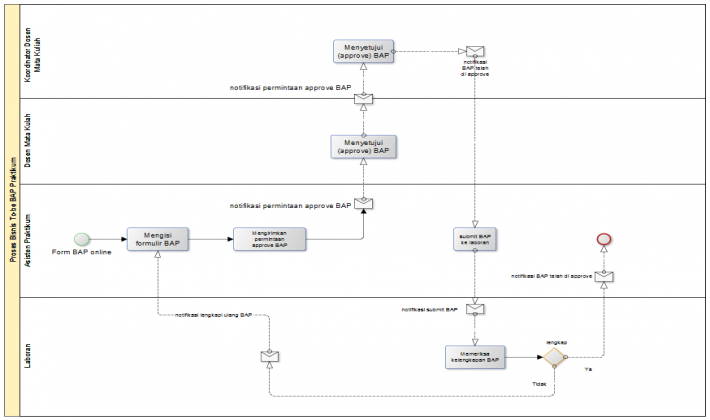 Proses Bisnis To be BAP Praktikum
Koordinator Dosen
Mata Kuliah
Menyetujui
(approve) BAP
notifikasi
BAP telah
di approve
notifikasi permintaan approve BAP
Dosen Mata Kuliah
Menyetujui
(approve) BAP
Asisten Praktikum
notifikasi permintaan approve BAP
Form BAP online
Mengisi
formulir BAP
Mengirimkan
permintaan
approve BAP
submit BAP
ke laboran
notifikasi BAP telah di approve
Laboran
notifikasi lengkapi ulang BAP
notifikasi submit BAP
Memeriksa
kelengkapan BAP
lengkap
Ya
Tidak